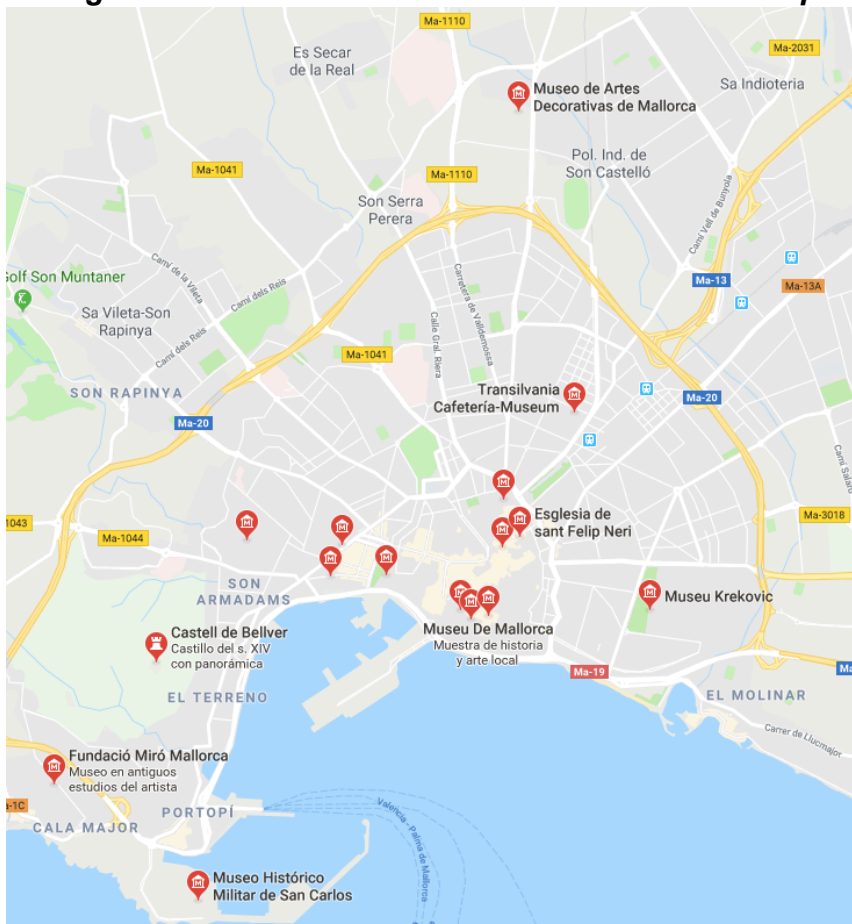 Ma-1110
Es Secar
de la Real
Ma-2031
Sa Indioteria
Museo de Artes
Decorativas de Mallorca
Pol. Ind. de
Son Castelló
Ma-1041
Ma-1110
Son Serra
Perera
Camí Vell de Bunyola
Camí de la Vileta
Camí dels Reis
Carretera de Valldemossa
Golf Son Muntaner
Ma-13
Ma-13A
Sa Vileta-Son
Rapinya
Camí dels Reis
Calle Gral. Riera
Ma-1041
SON RAPINYA
Transilvania
Cafetería-Museum
Ma-20
Ma-20
Camí Salard
Esglesia de
sant Felip Neri
Ma-3018
1043
Ma-1044
SON
ARMADAMS
Museu Krekovic
Castell de Bellver
Castillo del s. XIV
con panorámica
Museu De Mallorca
Muestra de historia
y arte local
Ma-19
Ma
EL TERRENO
EL MOLINAR
Carrer de Llucmajor
Fundació Miró Mallorca
Museo en antiguos
estudios del artista
a-1C
PORTOPÍ
CALA MAJOR
Valencia - Palma de Mallorca
Museo Histórico
Militar de San Carlos